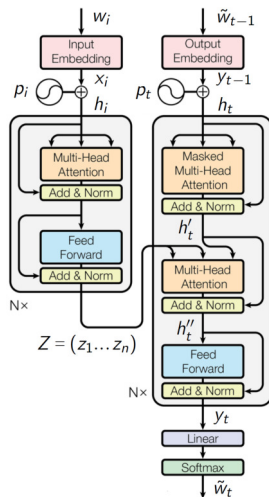 w_i
Input
Embedding
x_i
p_i
h_i
Multi-Head
Attention
Add & Norm
Feed
Forward
Add & Norm
N×
Z = (z_1... z_n)
w̃_{t−1}
Output
Embedding
y_{t−1}
p_t
h_t
Masked
Multi-Head
Attention
Add & Norm
h_t′
Multi-Head
Attention
Add & Norm
h_t″
Feed
Forward
Add & Norm
N×
y_t
Linear
Softmax
w̃_t